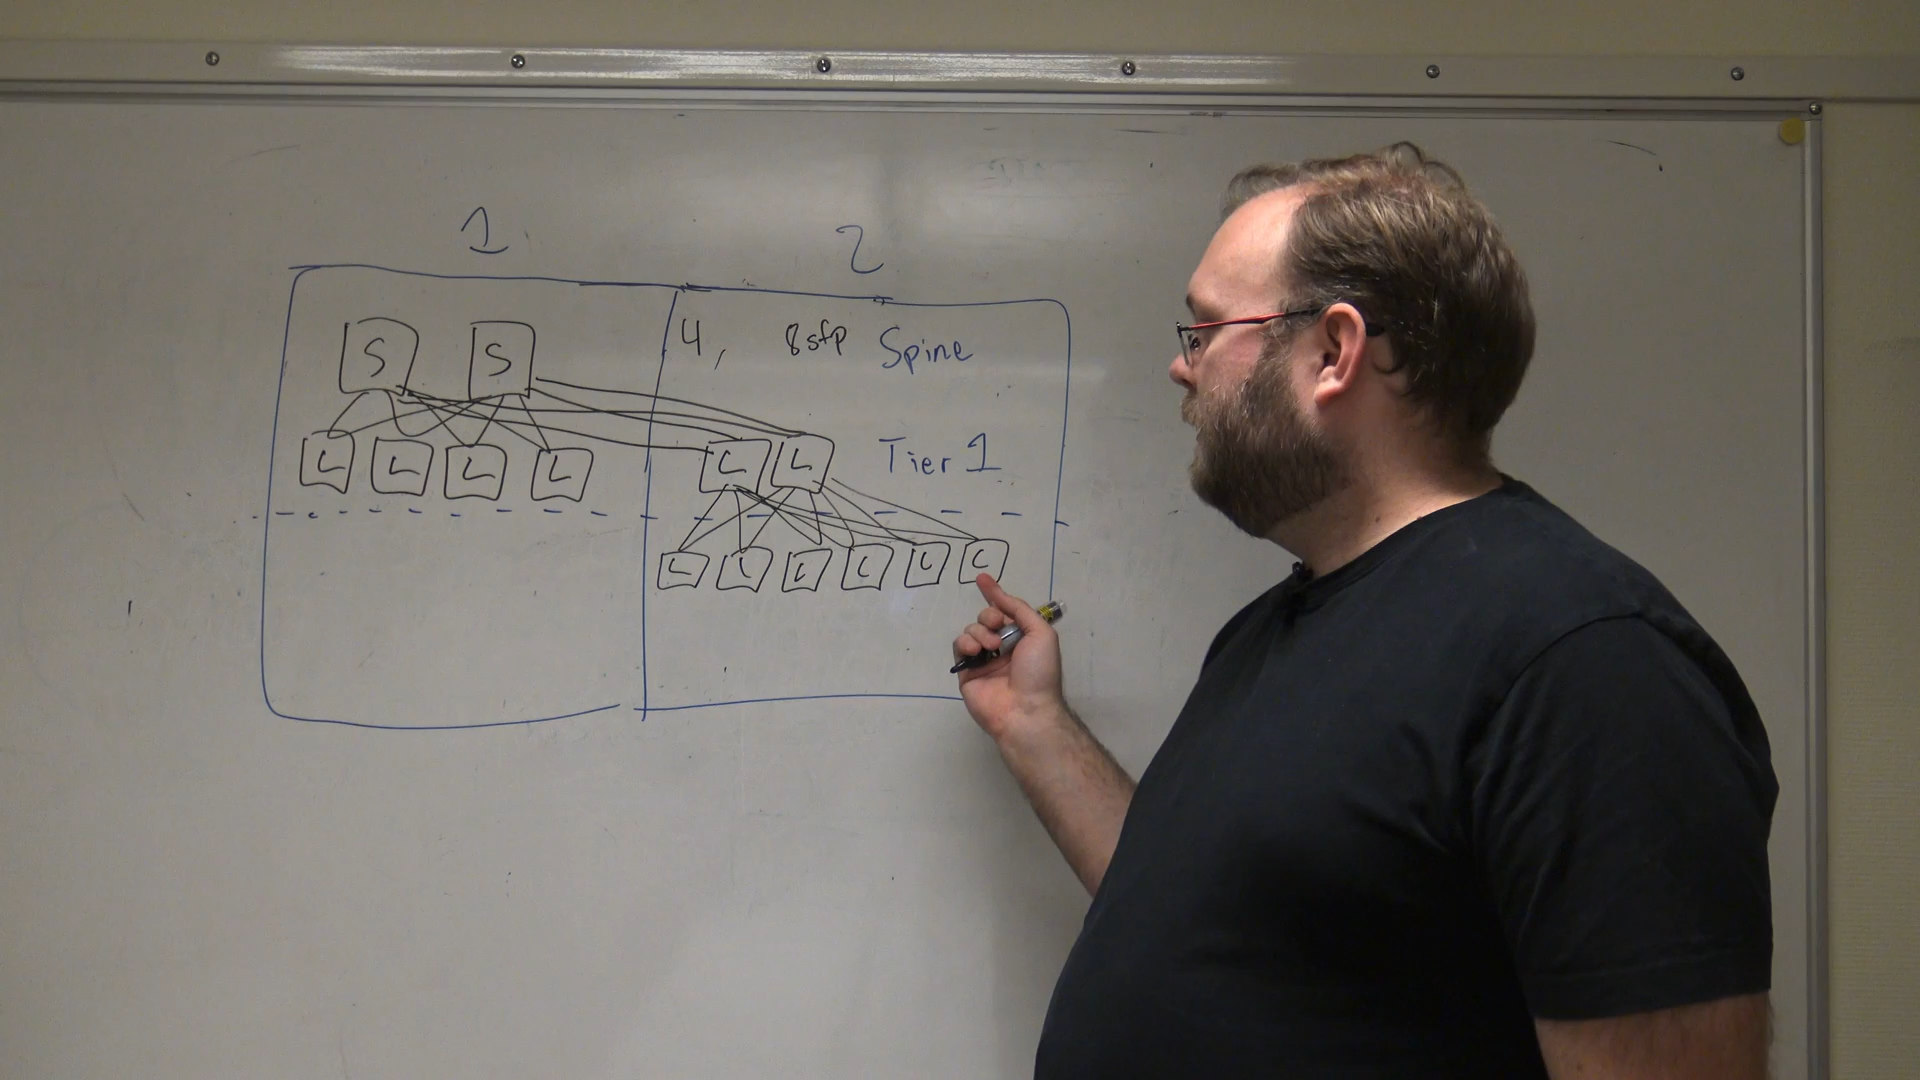 1 2
S S 4, 8sfp Spine
L L L L L L Tier 1
L L L L L L